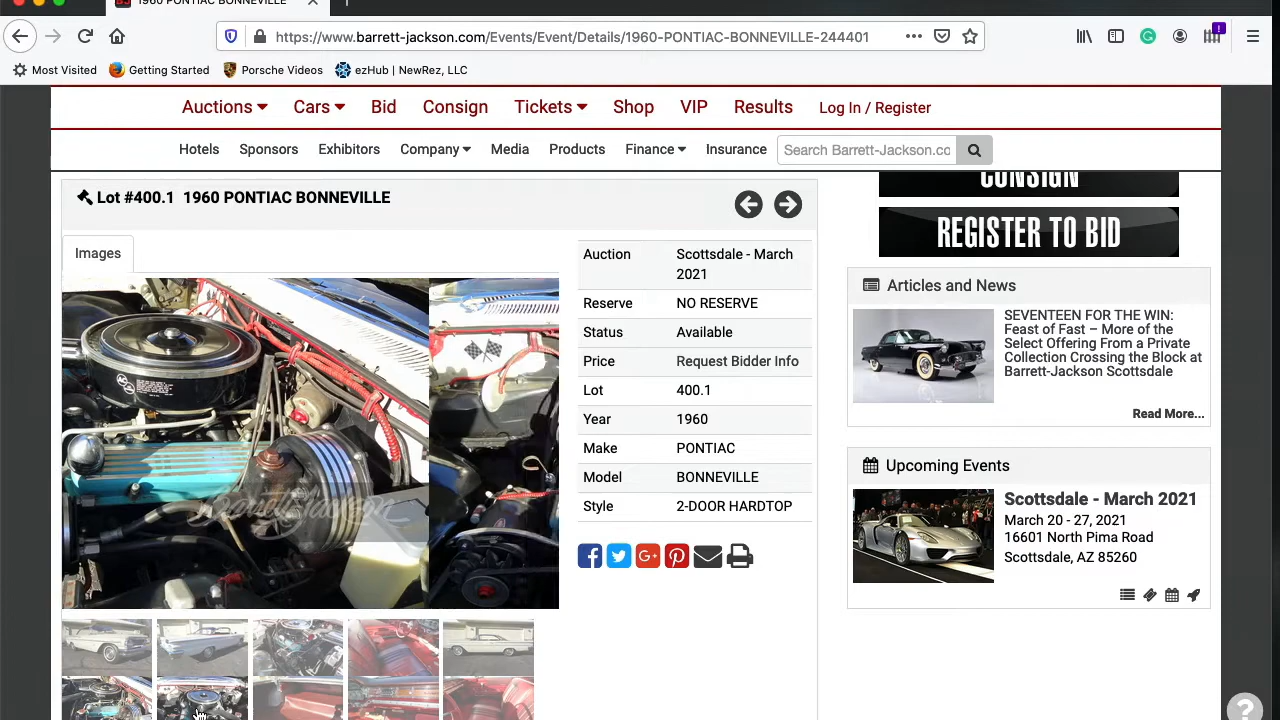 1960 PONTIAC BONNEVILLE
https://www.barrett-jackson.com/Events/Event/Details/1960-PONTIAC-BONNEVILLE-244401
Most Visited Getting Started Porsche Videos ezHub | NewRez, LLC
Auctions Cars Bid Consign Tickets Shop VIP Results Log In / Register
Hotels Sponsors Exhibitors Company Media Products Finance Insurance Search Barrett-Jackson.co
CONSIGN
REGISTER TO BID
Lot #400.1 1960 PONTIAC BONNEVILLE
Images
Auction Scottsdale - March
2021
Reserve NO RESERVE
Status Available
Price Request Bidder Info
Lot 400.1
Year 1960
Make PONTIAC
Model BONNEVILLE
Style 2-DOOR HARDTOP
Barrett-Jackson
Articles and News
SEVENTEEN FOR THE WIN:
Feast of Fast – More of the
Select Offering From a Private
Collection Crossing the Block at
Barrett-Jackson Scottsdale
Read More...
Upcoming Events
Scottsdale - March 2021
March 20 - 27, 2021
16601 North Pima Road
Scottsdale, AZ 85260